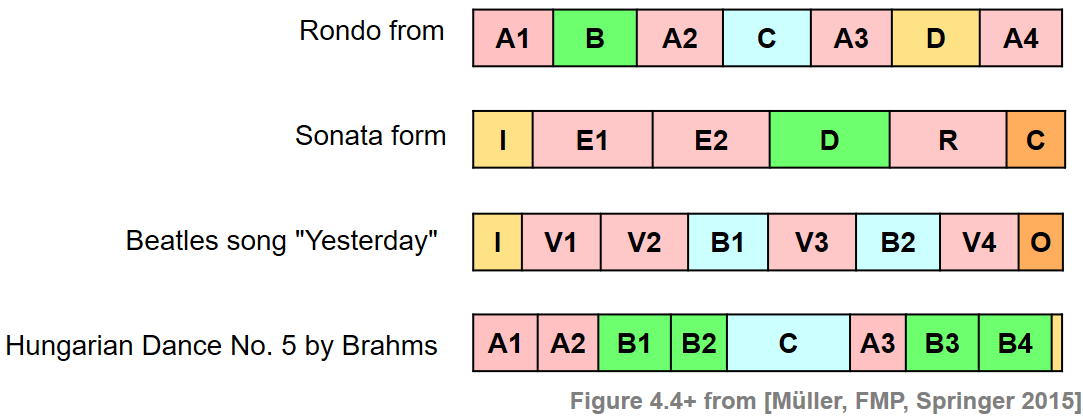 Rondo from A1 B A2 C A3 D A4
Sonata form I E1 E2 D R C
Beatles song "Yesterday" I V1 V2 B1 V3 B2 V4 O
Hungarian Dance No. 5 by Brahms A1 A2 B1 B2 C A3 B3 B4
Figure 4.4+ from [Müller, FMP, Springer 2015]